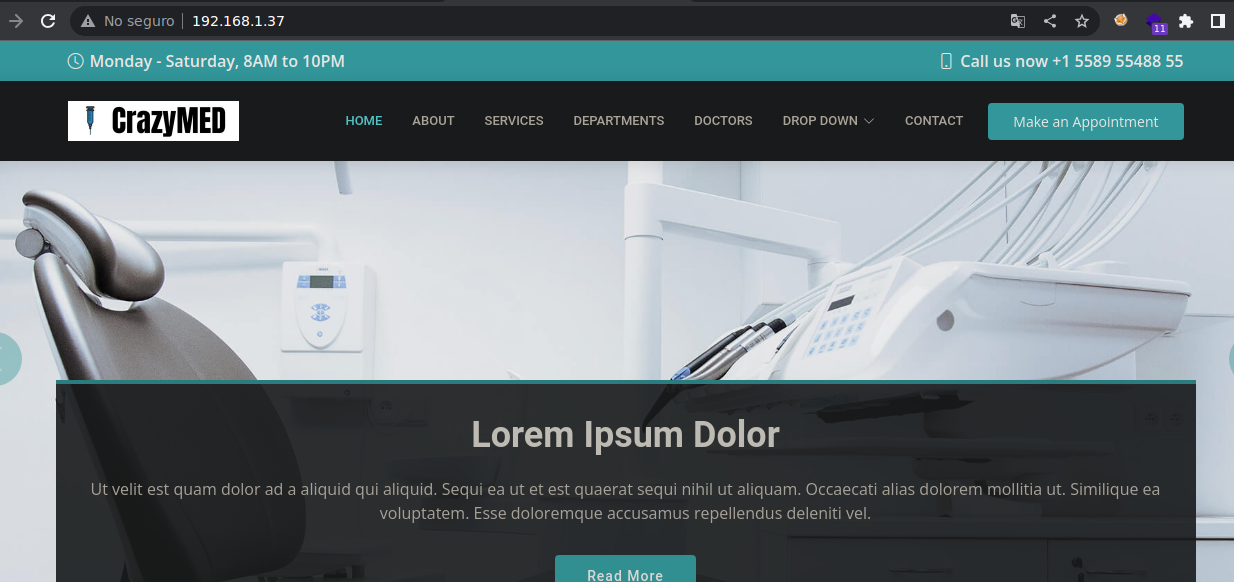 No seguro 192.168.1.37
11
Monday - Saturday, 8AM to 10PM
Call us now +1 5589 55488 55
CrazyMED
HOME ABOUT SERVICES DEPARTMENTS DOCTORS DROP DOWN CONTACT
Make an Appointment
Lorem Ipsum Dolor
Ut velit est quam dolor ad a aliquid qui aliquid. Sequi ea ut et est quaerat sequi nihil ut aliquam. Occaecati alias dolorem mollitia ut. Similique ea
voluptatem. Esse doloremque accusamus repellendus deleniti vel.
Read More